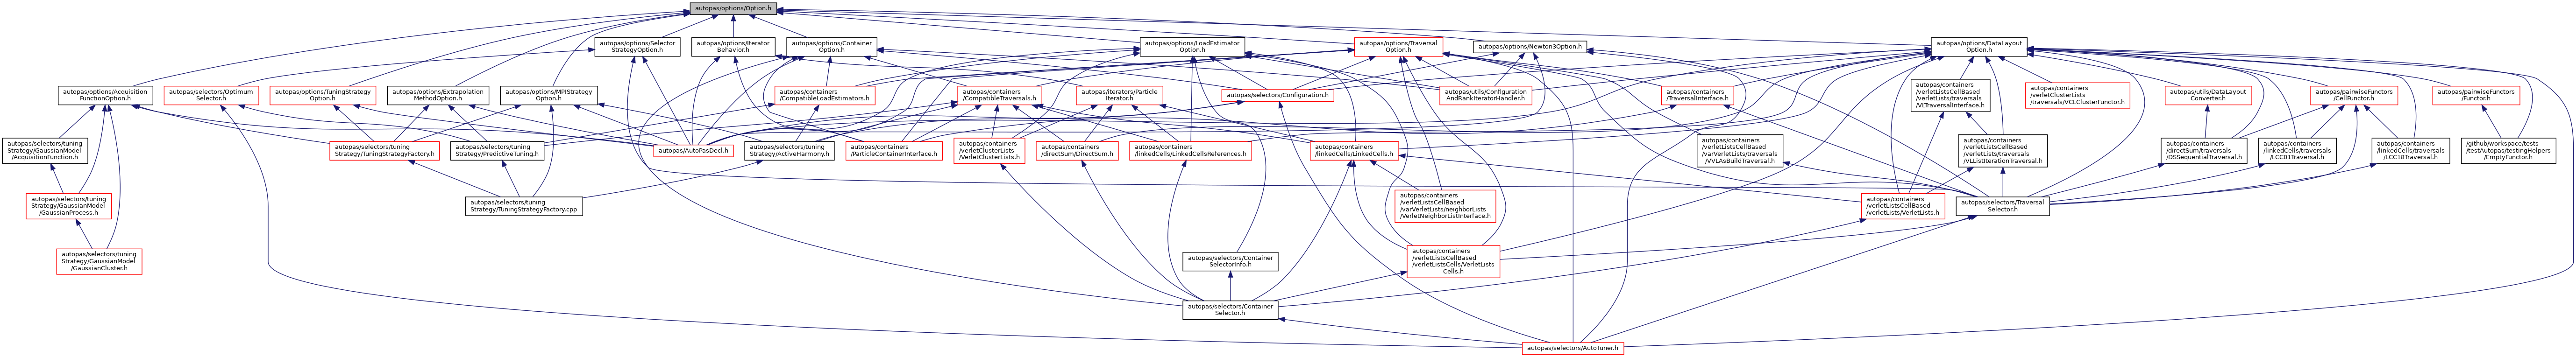 autopas/options/Option.h
autopas/options/Selector
StrategyOption.h
autopas/options/Iterator
Behavior.h
autopas/options/Container
Option.h
autopas/options/LoadEstimator
Option.h
autopas/options/Traversal
Option.h
autopas/options/Newton3Option.h
autopas/options/DataLayout
Option.h
autopas/options/Acquisition
FunctionOption.h
autopas/selectors/Optimum
Selector.h
autopas/options/TuningStrategy
Option.h
autopas/options/Extrapolation
MethodOption.h
autopas/options/MPIStrategy
Option.h
autopas/containers
/CompatibleLoadEstimators.h
autopas/containers
/CompatibleTraversals.h
autopas/iterators/Particle
Iterator.h
autopas/selectors/Configuration.h
autopas/utils/Configuration
AndRankIteratorHandler.h
autopas/containers
/TraversalInterface.h
autopas/containers
/verletListsCellBased
/verletLists/traversals
/VLTraversalInterface.h
autopas/containers
/verletClusterLists
/traversals/VCLClusterFunctor.h
autopas/utils/DataLayout
Converter.h
autopas/pairwiseFunctors
/CellFunctor.h
autopas/pairwiseFunctors
/Functor.h
autopas/selectors/tuning
Strategy/GaussianModel
/AcquisitionFunction.h
autopas/selectors/tuning
Strategy/TuningStrategyFactory.h
autopas/selectors/tuning
Strategy/PredictiveTuning.h
autopas/AutoPasDecl.h
autopas/selectors/tuning
Strategy/ActiveHarmony.h
autopas/containers
/ParticleContainerInterface.h
autopas/containers
/verletClusterLists
/VerletClusterLists.h
autopas/containers
/directSum/DirectSum.h
autopas/containers
/linkedCells/LinkedCellsReferences.h
autopas/containers
/linkedCells/LinkedCells.h
autopas/containers
/verletListsCellBased
/varVerletLists/traversals
/VVLAsBuildTraversal.h
autopas/containers
/verletListsCellBased
/verletLists/traversals
/VLListIterationTraversal.h
autopas/containers
/directSum/traversals
/DSSequentialTraversal.h
autopas/containers
/linkedCells/traversals
/LCC01Traversal.h
autopas/containers
/linkedCells/traversals
/LCC18Traversal.h
/github/workspace/tests
/testAutopas/testingHelpers
/EmptyFunctor.h
autopas/selectors/tuning
Strategy/GaussianModel
/GaussianProcess.h
autopas/selectors/tuning
Strategy/TuningStrategyFactory.cpp
autopas/containers
/verletListsCellBased
/varVerletLists/neighborLists
/VerletNeighborListInterface.h
autopas/containers
/verletListsCellBased
/verletLists/VerletLists.h
autopas/selectors/Traversal
Selector.h
autopas/selectors/tuning
Strategy/GaussianModel
/GaussianCluster.h
autopas/selectors/Container
SelectorInfo.h
autopas/containers
/verletListsCellBased
/verletListsCells/VerletLists
Cells.h
autopas/selectors/Container
Selector.h
autopas/selectors/AutoTuner.h